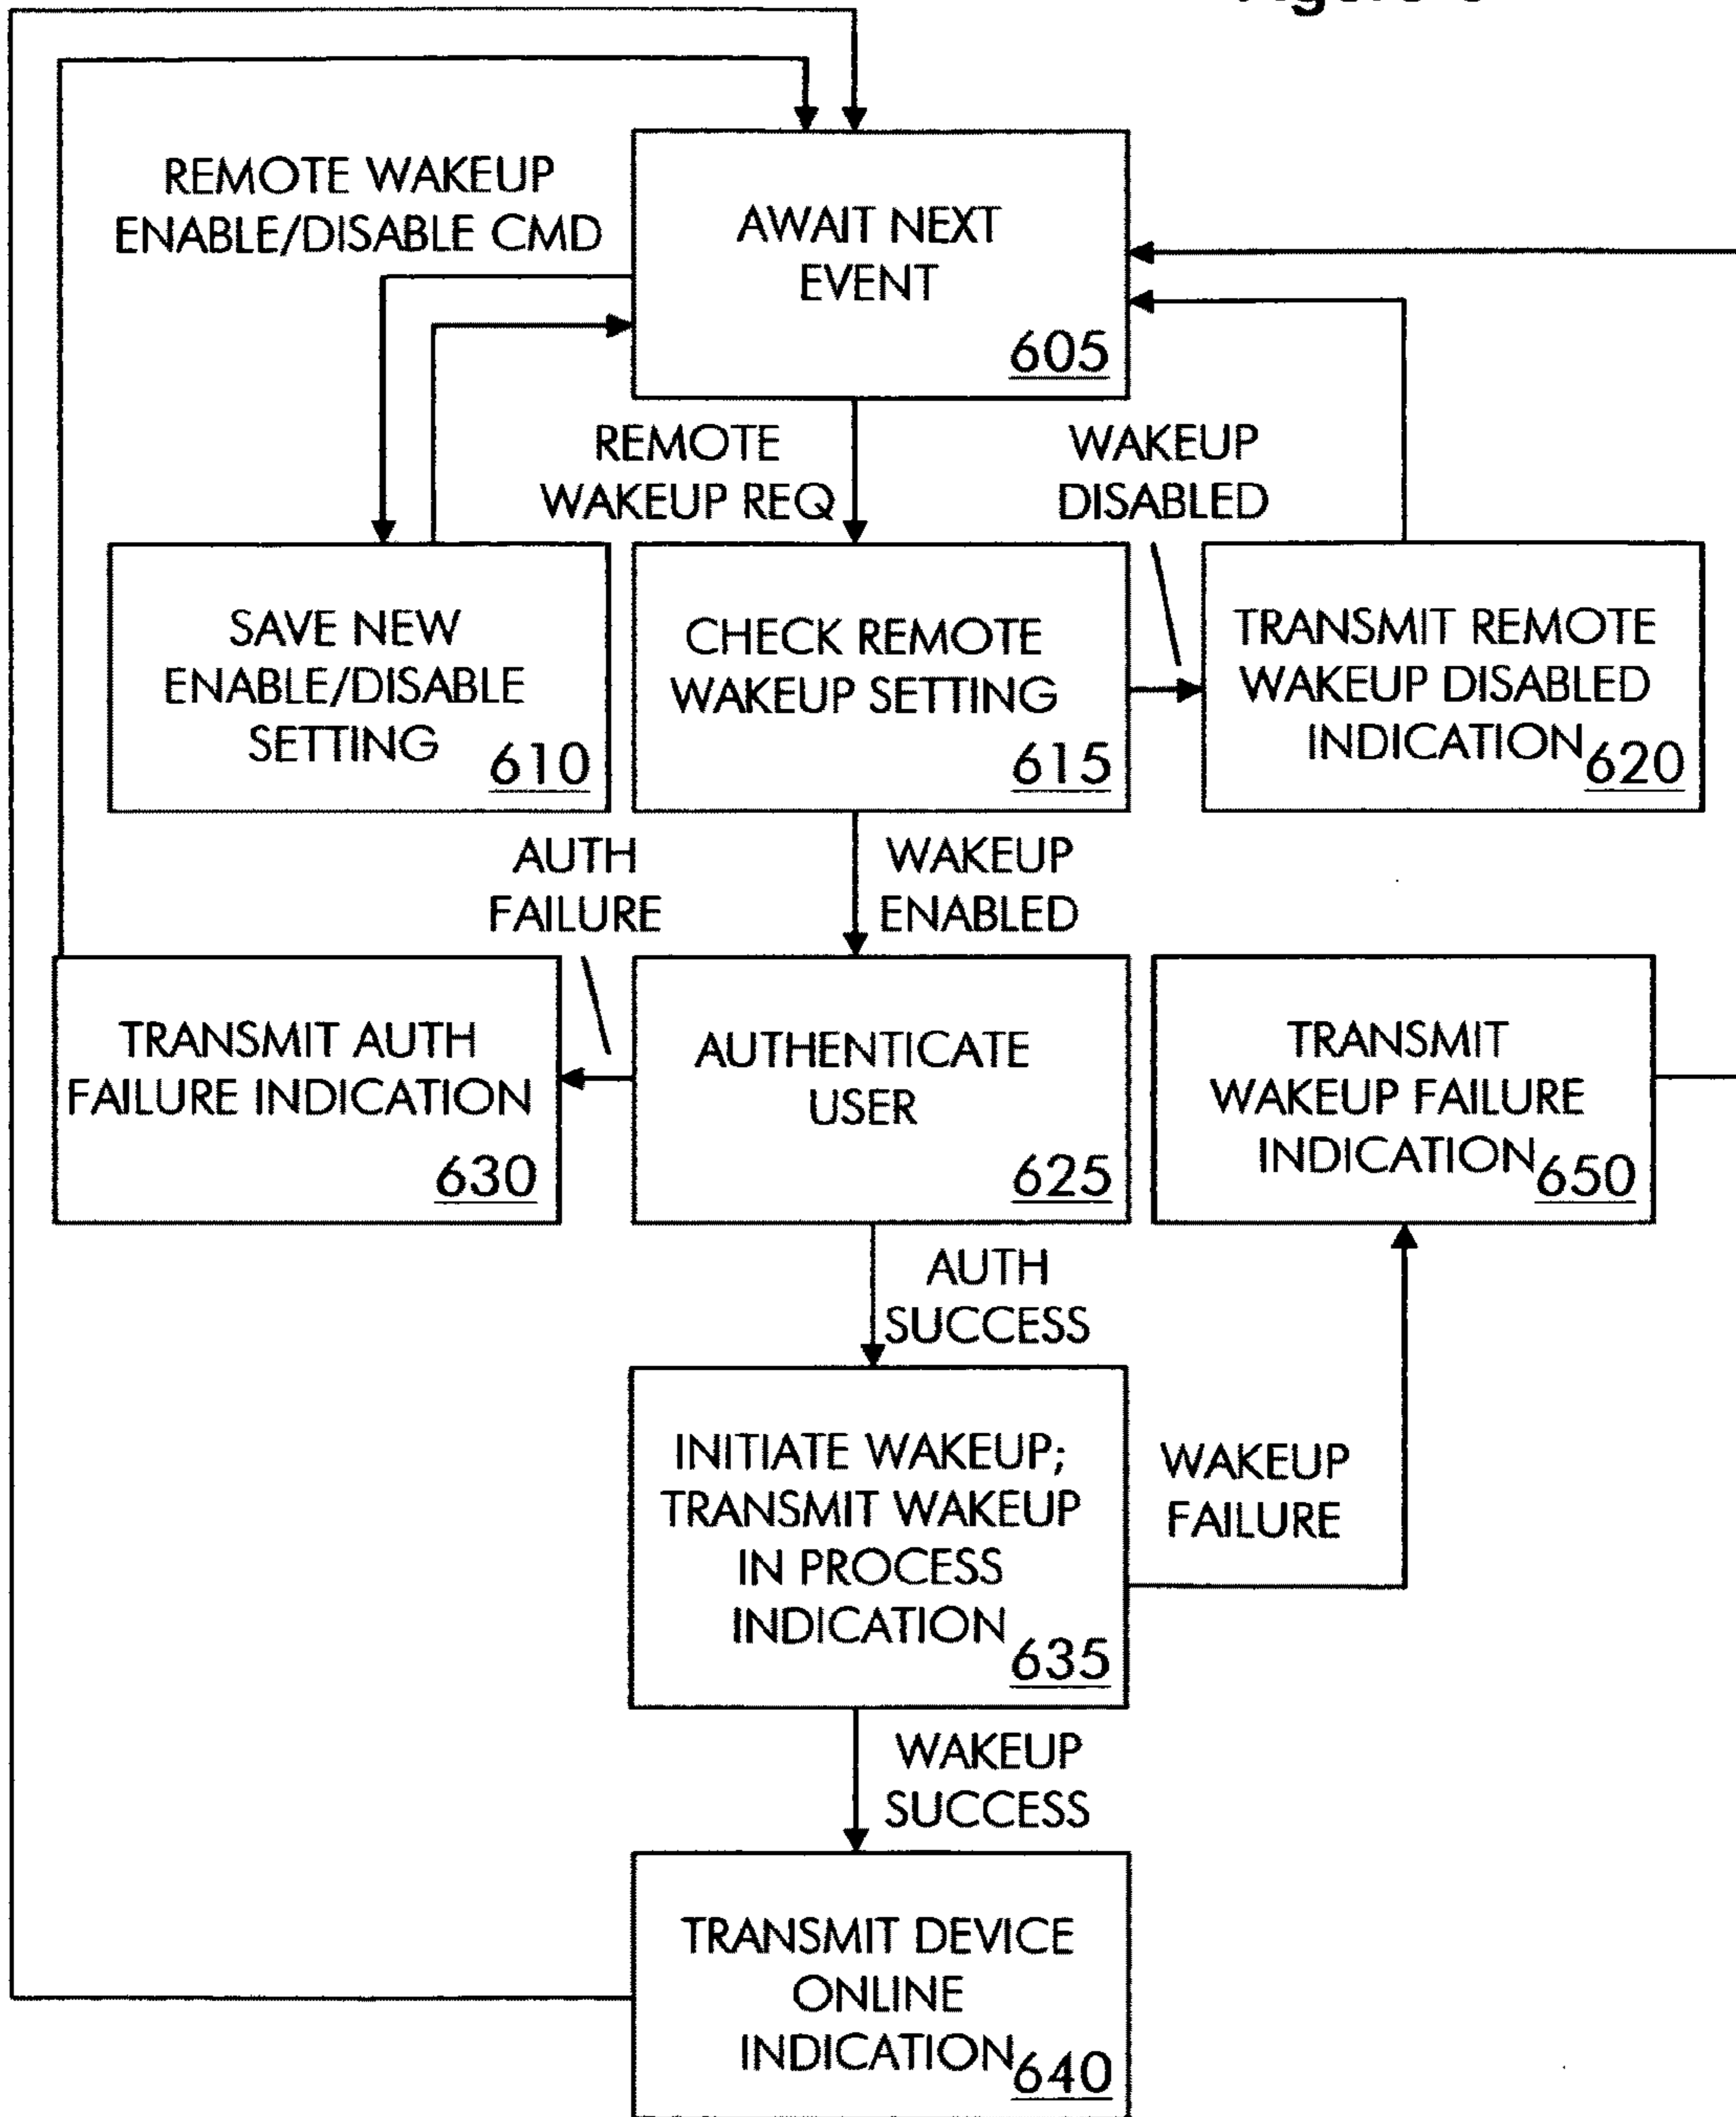 REMOTE WAKEUP
ENABLE/DISABLE CMD
AWAIT NEXT
EVENT
605
REMOTE
WAKEUP REQ
WAKEUP
DISABLED
SAVE NEW
ENABLE/DISABLE
SETTING
610
CHECK REMOTE
WAKEUP SETTING
615
TRANSMIT REMOTE
WAKEUP DISABLED
INDICATION
620
AUTH
FAILURE
WAKEUP
ENABLED
TRANSMIT AUTH
FAILURE INDICATION
630
AUTHENTICATE
USER
625
TRANSMIT
WAKEUP FAILURE
INDICATION
650
AUTH
SUCCESS
INITIATE WAKEUP;
TRANSMIT WAKEUP
IN PROCESS
INDICATION
635
WAKEUP
FAILURE
WAKEUP
SUCCESS
TRANSMIT DEVICE
ONLINE
INDICATION
640